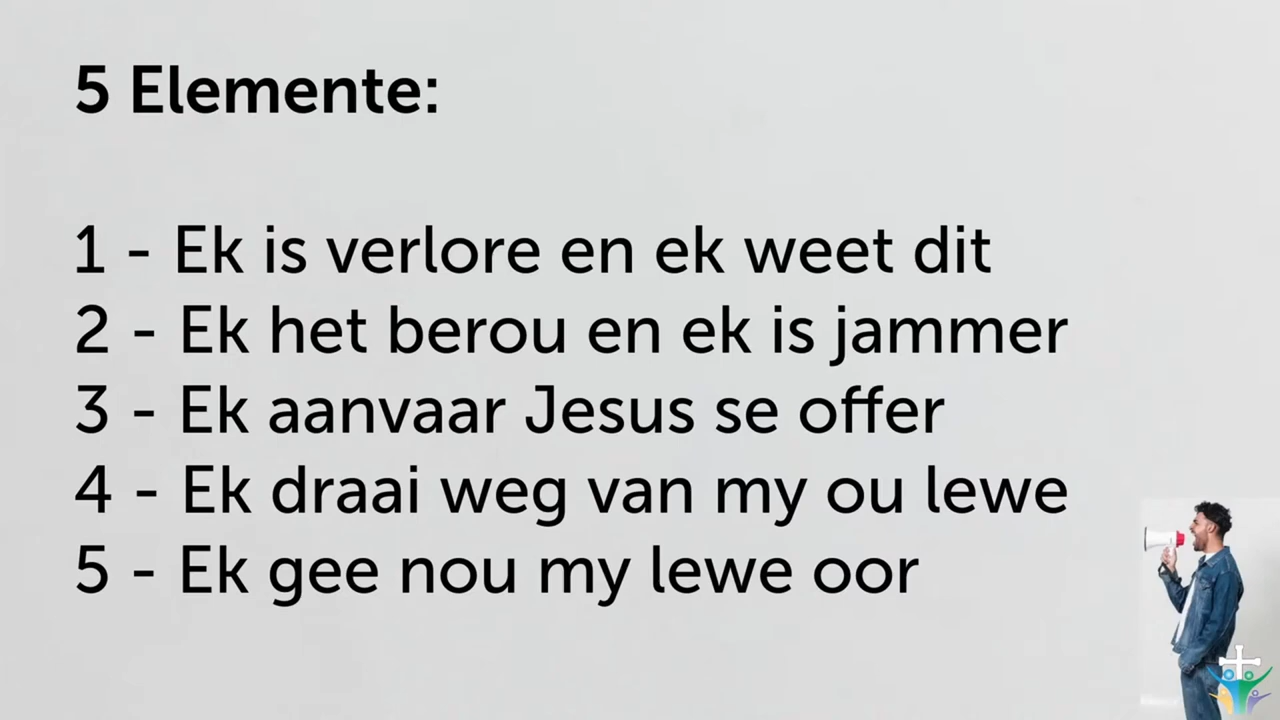 5 Elemente:
1 - Ek is verlore en ek weet dit
2 - Ek het berou en ek is jammer
3 - Ek aanvaar Jesus se offer
4 - Ek draai weg van my ou lewe
5 - Ek gee nou my lewe oor